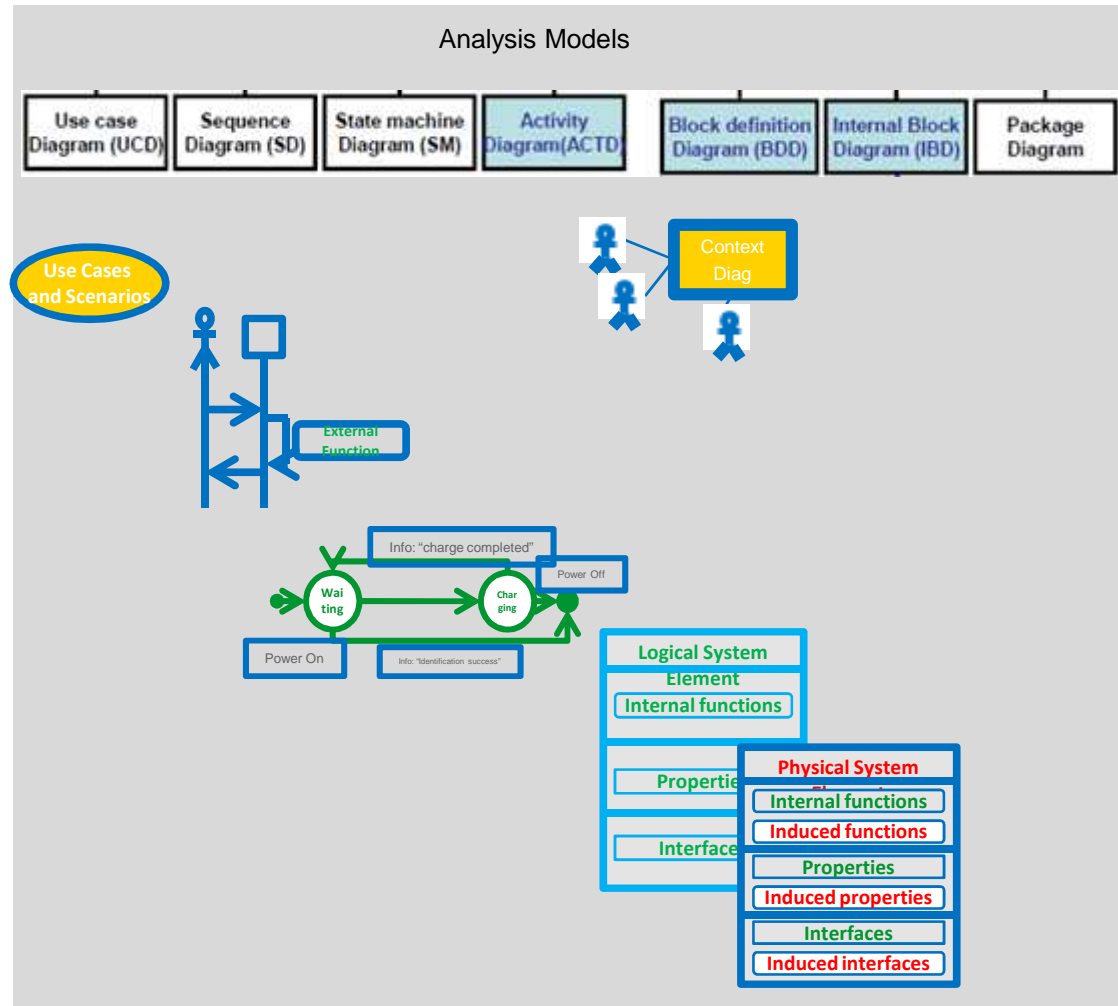 Analysis Models
Use case
Diagram (UCD)
Sequence
Diagram (SD)
State machine
Diagram (SM)
Activity
Diagram(ACTD)
Block definition
Diagram (BDD)
Internal Block
Diagram (IBD)
Package
Diagram
Use Cases
and Scenarios
Context
Diag
External
Function
Info: “charge completed”
Power Off
Wai
ting
Char
ging
Power On
Info: “Identification success”
Logical System
Element
Internal functions
Properties
Interfaces
Physical System
Internal functions
Induced functions
Properties
Induced properties
Interfaces
Induced interfaces